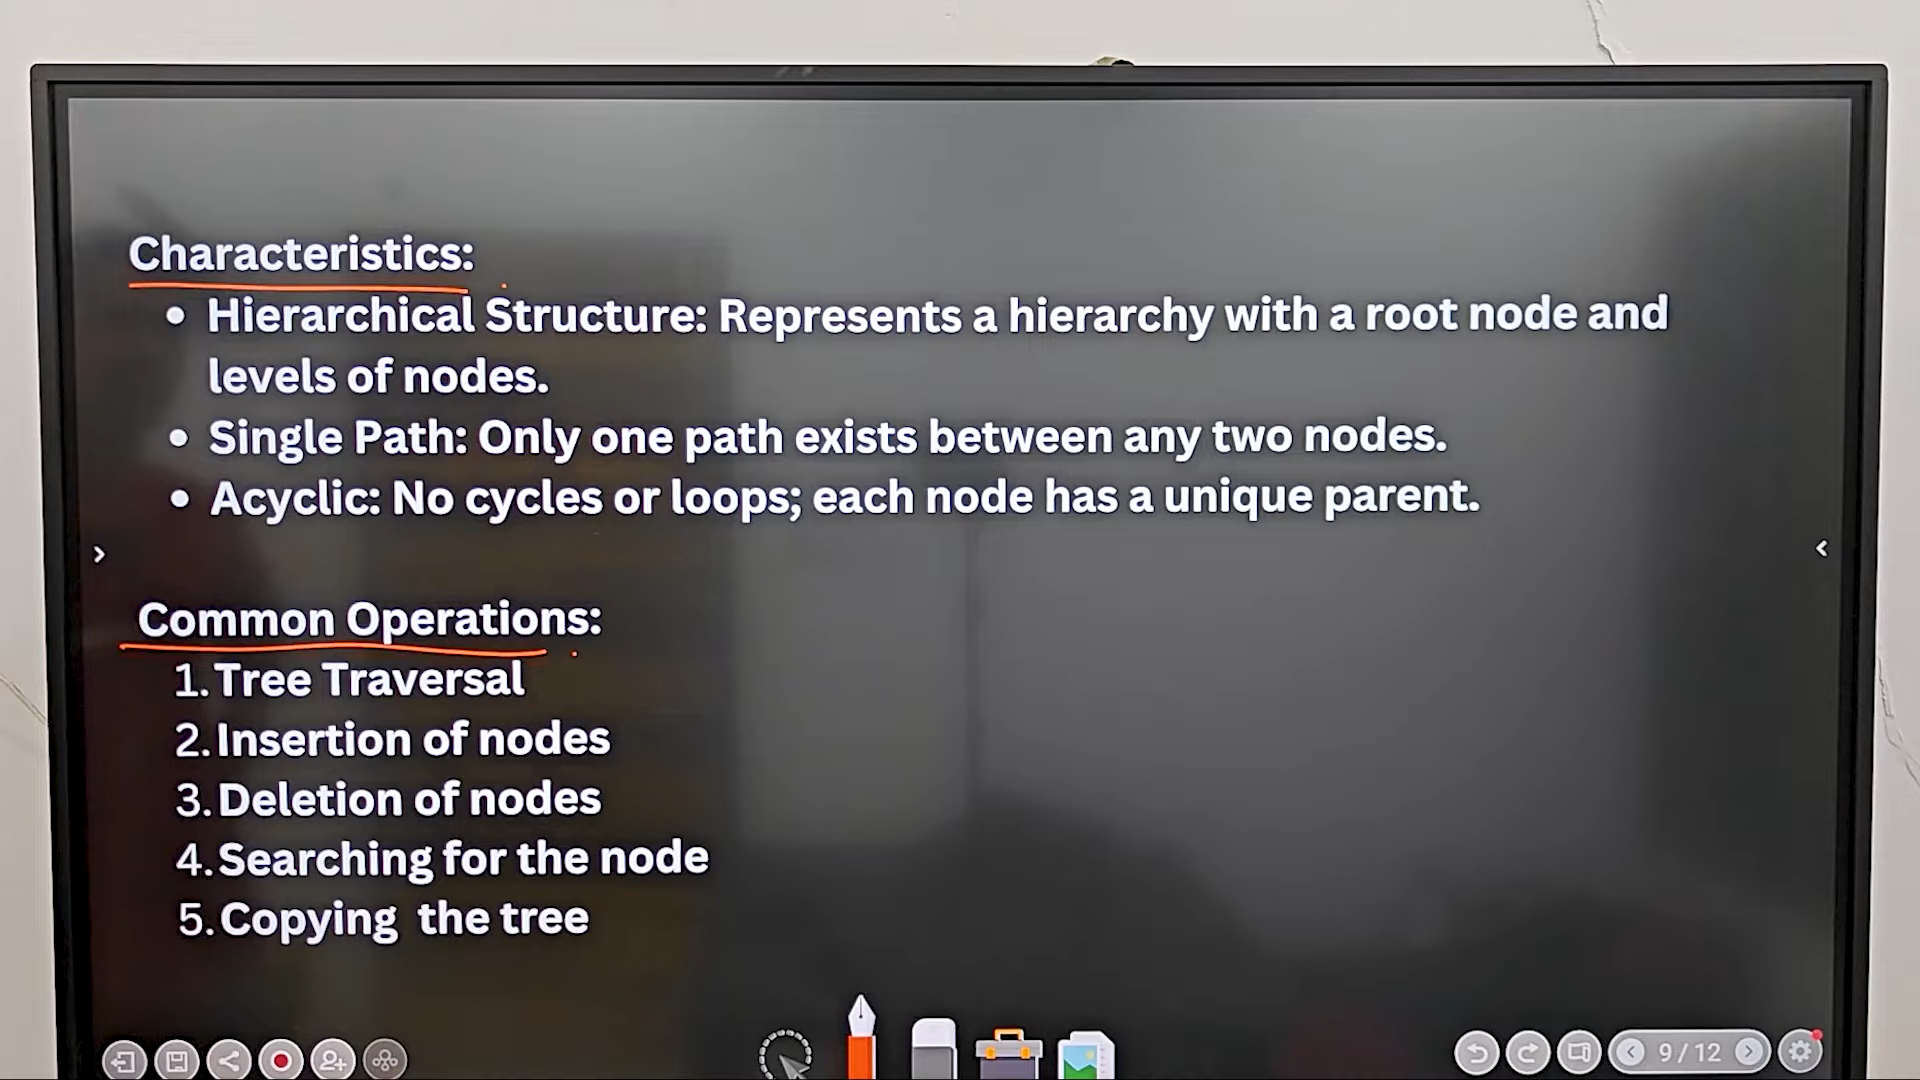 Characteristics:
• Hierarchical Structure: Represents a hierarchy with a root node and
levels of nodes.
• Single Path: Only one path exists between any two nodes.
• Acyclic: No cycles or loops; each node has a unique parent.
Common Operations:
1. Tree Traversal
2. Insertion of nodes
3. Deletion of nodes
4. Searching for the node
5. Copying the tree
9/12